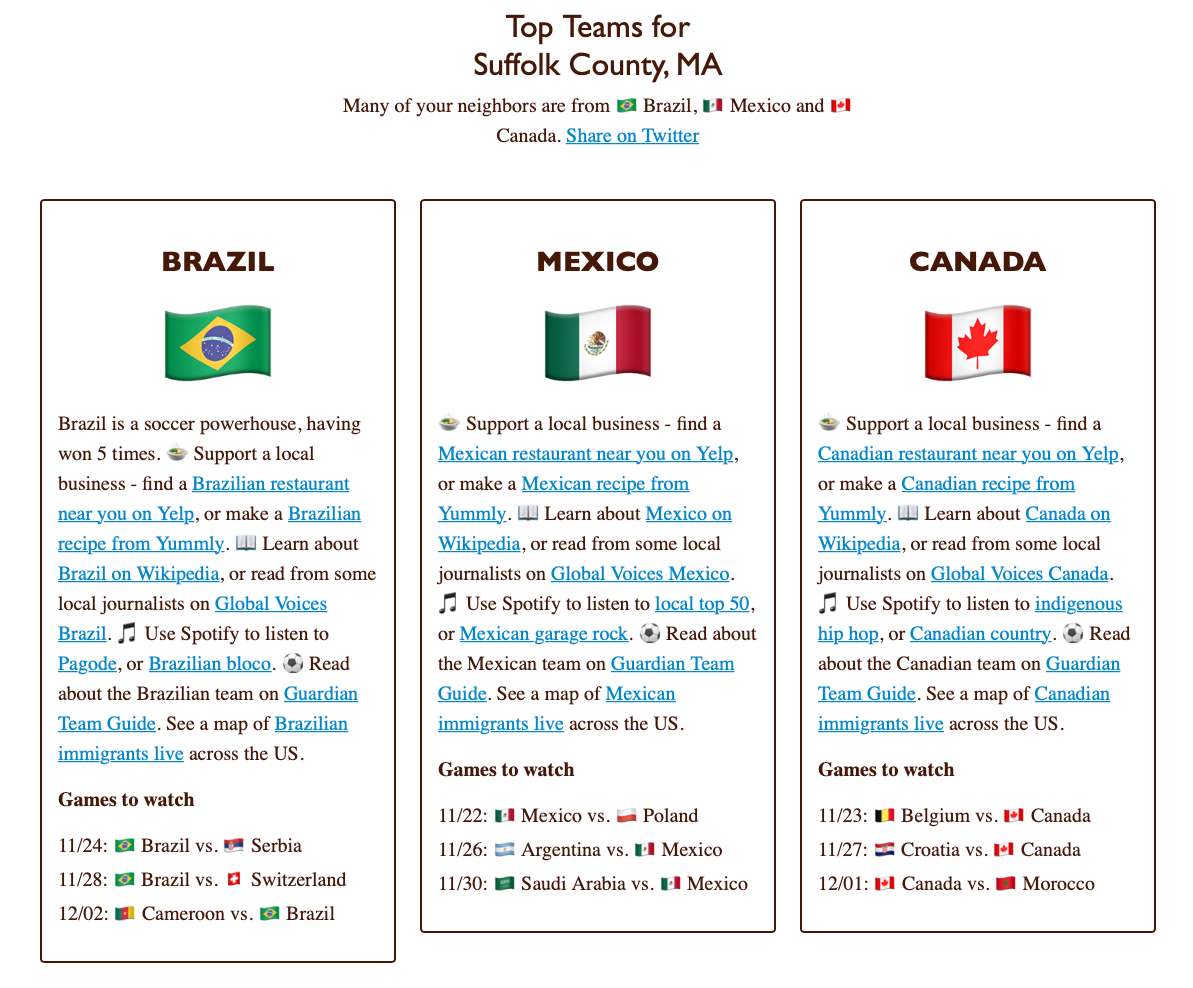 Top Teams for
Suffolk County, MA
Many of your neighbors are from 🇧🇷 Brazil, 🇲🇽 Mexico and 🇨🇦
Canada. Share on Twitter
BRAZIL
Brazil is a soccer powerhouse, having
won 5 times. 🍲 Support a local
business - find a Brazilian restaurant
near you on Yelp, or make a Brazilian
recipe from Yummly. 📖 Learn about
Brazil on Wikipedia, or read from some
local journalists on Global Voices
Brazil. 🎵 Use Spotify to listen to
Pagode, or Brazilian bloco. ⚽ Read
about the Brazilian team on Guardian
Team Guide. See a map of Brazilian
immigrants live across the US.
Games to watch
11/24: 🇧🇷 Brazil vs. 🇷🇸 Serbia
11/28: 🇧🇷 Brazil vs. 🇨🇭 Switzerland
12/02: 🇨🇲 Cameroon vs. 🇧🇷 Brazil
MEXICO
🍲 Support a local business - find a
Mexican restaurant near you on Yelp,
or make a Mexican recipe from
Yummly. 📖 Learn about Mexico on
Wikipedia, or read from some local
journalists on Global Voices Mexico.
🎵 Use Spotify to listen to local top 50,
or Mexican garage rock. ⚽ Read about
the Mexican team on Guardian Team
Guide. See a map of Mexican
immigrants live across the US.
Games to watch
11/22: 🇲🇽 Mexico vs. 🇵🇱 Poland
11/26: 🇦🇷 Argentina vs. 🇲🇽 Mexico
11/30: 🇸🇦 Saudi Arabia vs. 🇲🇽 Mexico
CANADA
🍲 Support a local business - find a
Canadian restaurant near you on Yelp,
or make a Canadian recipe from
Yummly. 📖 Learn about Canada on
Wikipedia, or read from some local
journalists on Global Voices Canada.
🎵 Use Spotify to listen to indigenous
hip hop, or Canadian country. ⚽ Read
about the Canadian team on Guardian
Team Guide. See a map of Canadian
immigrants live across the US.
Games to watch
11/23: 🇧🇪 Belgium vs. 🇨🇦 Canada
11/27: 🇭🇷 Croatia vs. 🇨🇦 Canada
12/01: 🇨🇦 Canada vs. 🇲🇦 Morocco